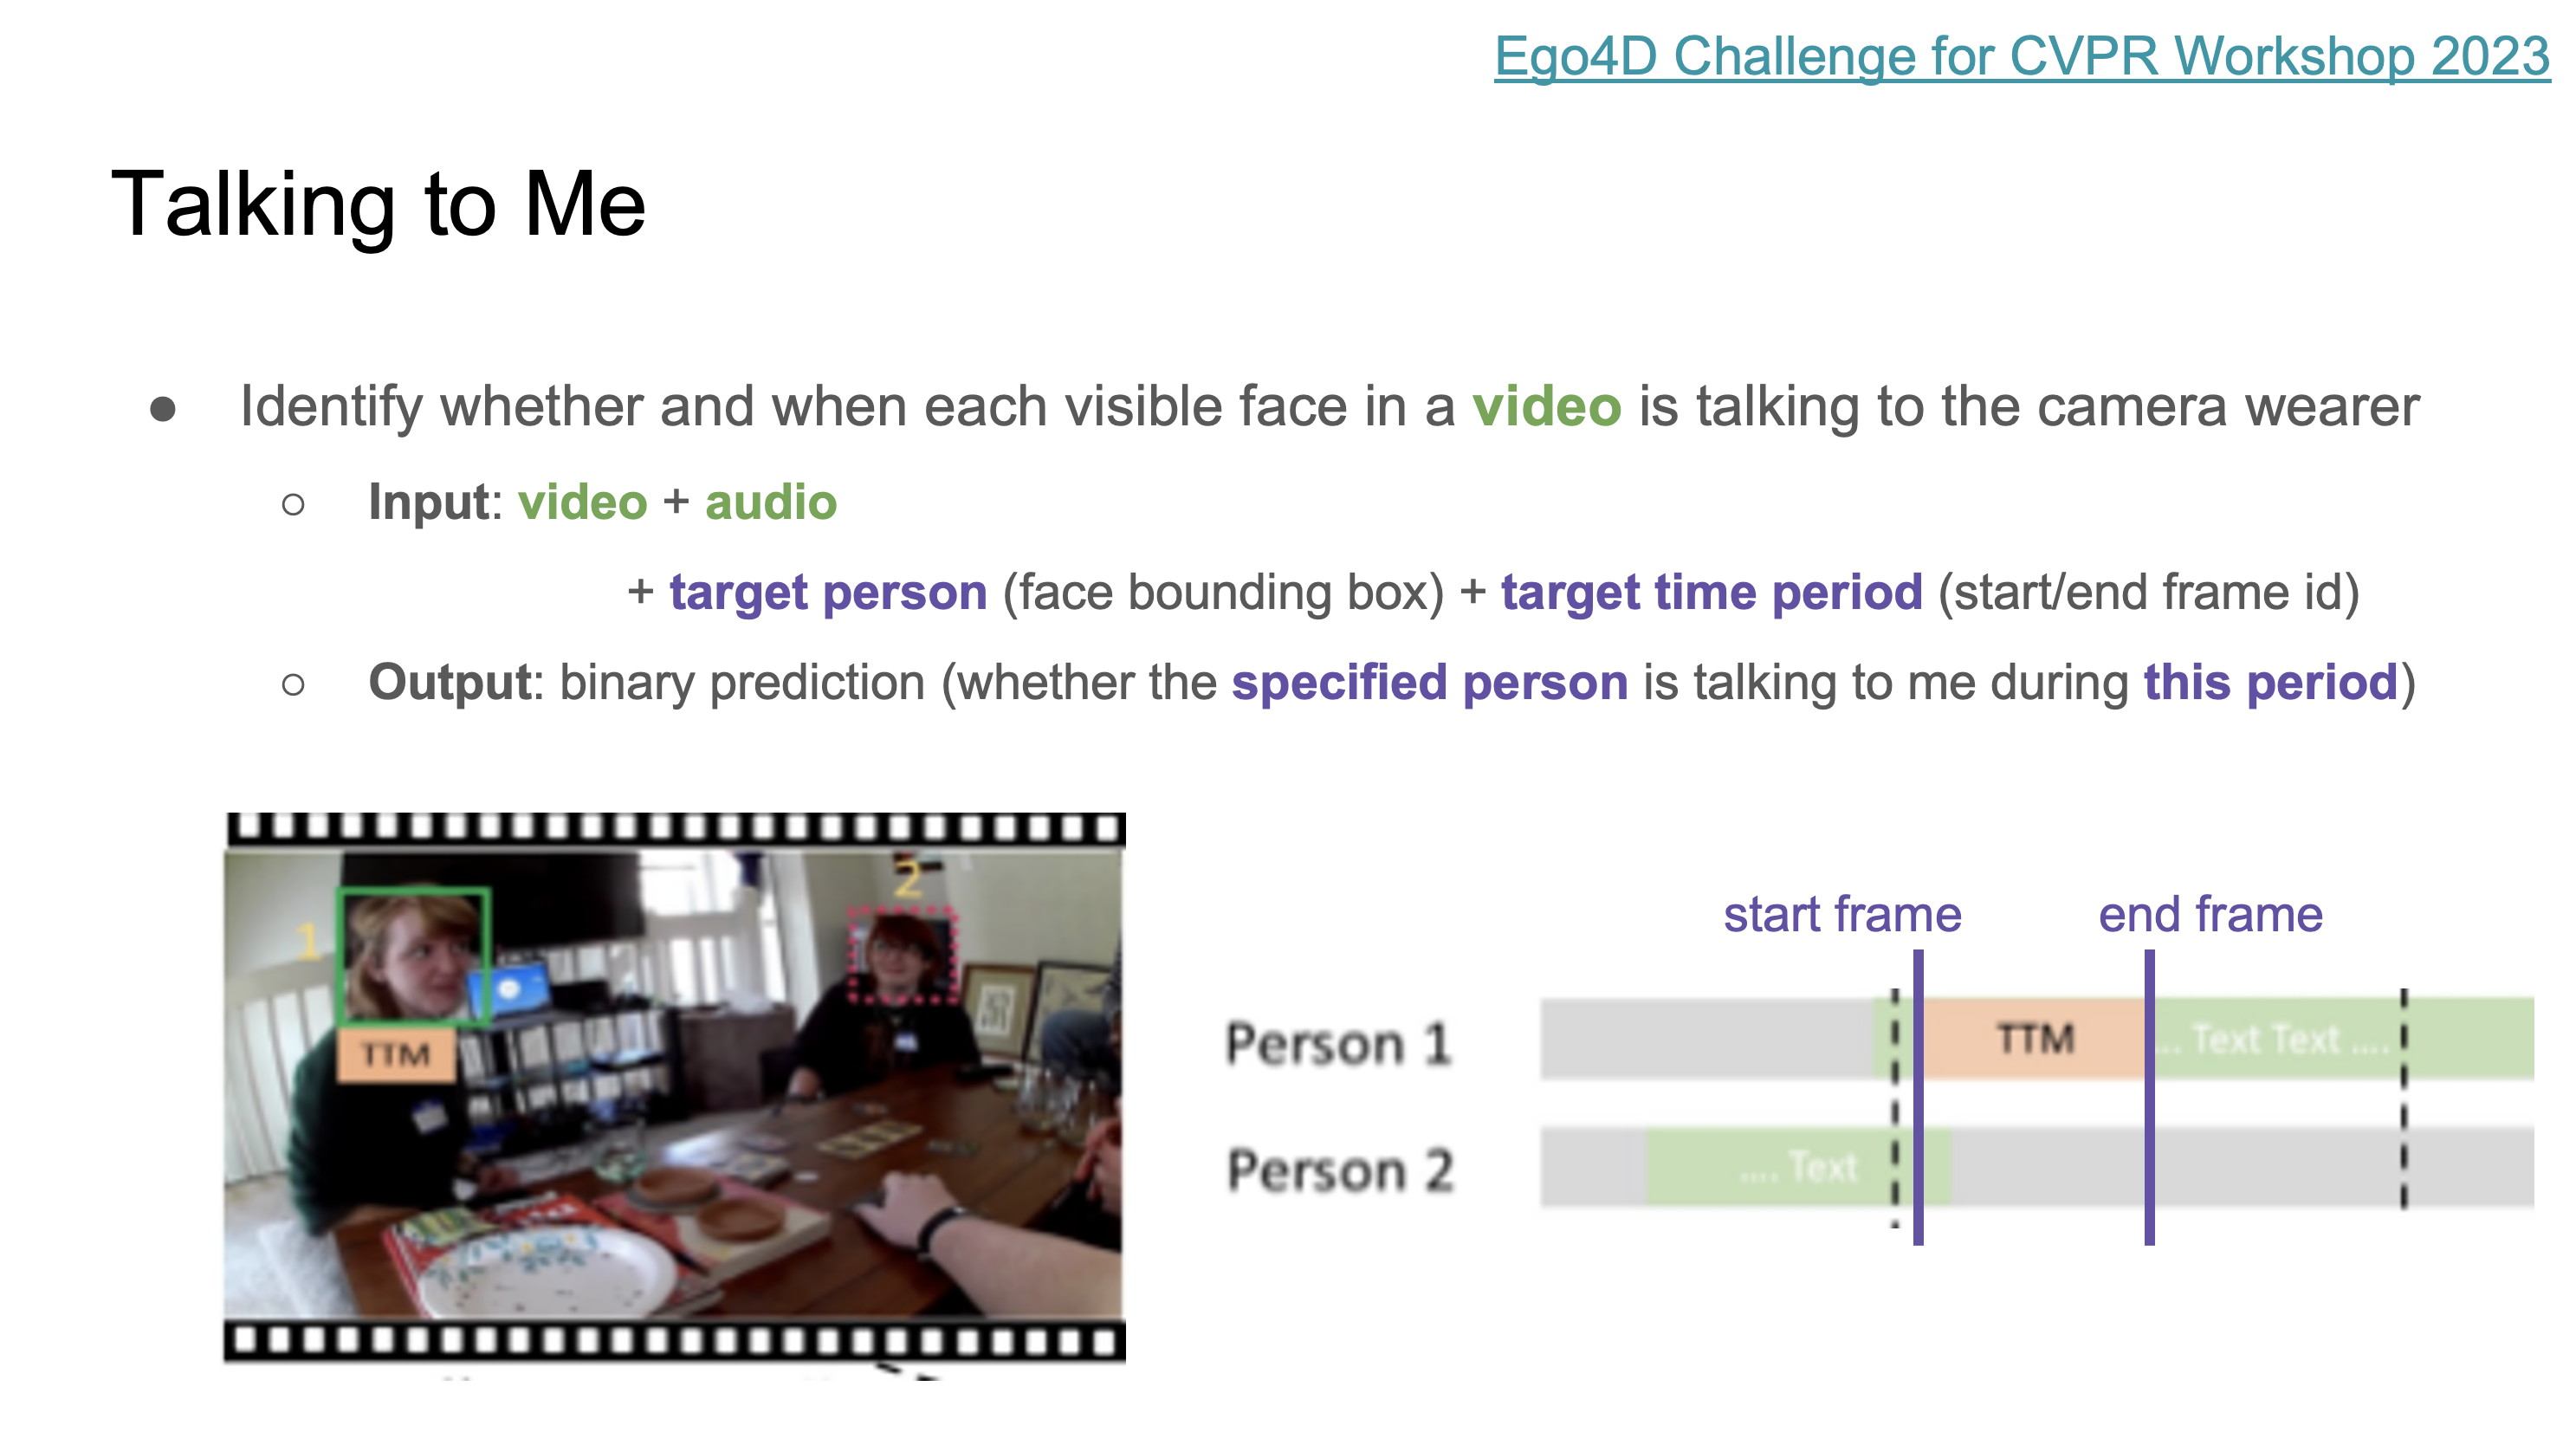 Ego4D Challenge for CVPR Workshop 2023
Talking to Me
● Identify whether and when each visible face in a video is talking to the camera wearer
○ Input: video + audio
+ target person (face bounding box) + target time period (start/end frame id)
○ Output: binary prediction (whether the specified person is talking to me during this period)
1
2
TTM
start frame end frame
Person 1 TTM ... Text Text ....
Person 2 .... Text